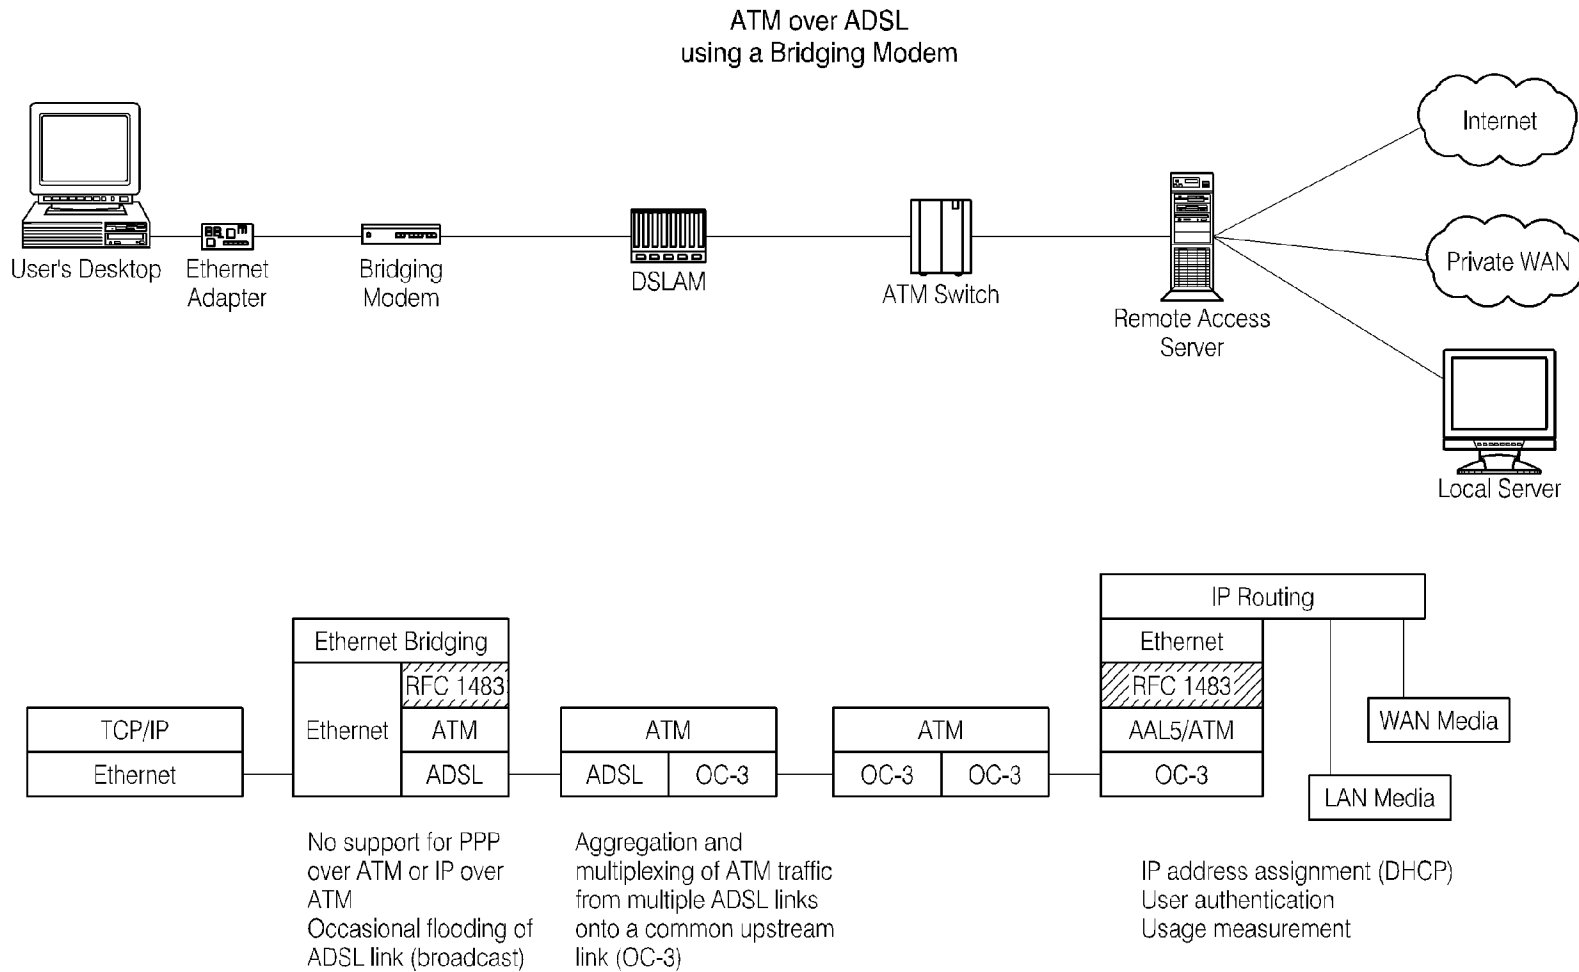 ATM over ADSL
using a Bridging Modem
Internet
Private WAN
User's Desktop
Ethernet
Adapter
Bridging
Modem
DSLAM
ATM Switch
Remote Access
Server
Local Server
TCP/IP
Ethernet
Ethernet Bridging
Ethernet
RFC 1483
ATM
ADSL
ATM
ADSL
OC-3
ATM
OC-3
OC-3
IP Routing
Ethernet
RFC 1483
AAL5/ATM
OC-3
WAN Media
LAN Media
No support for PPP
over ATM or IP over
ATM
Occasional flooding of
ADSL link (broadcast)
Aggregation and
multiplexing of ATM traffic
from multiple ADSL links
onto a common upstream
link (OC-3)
IP address assignment (DHCP)
User authentication
Usage measurement